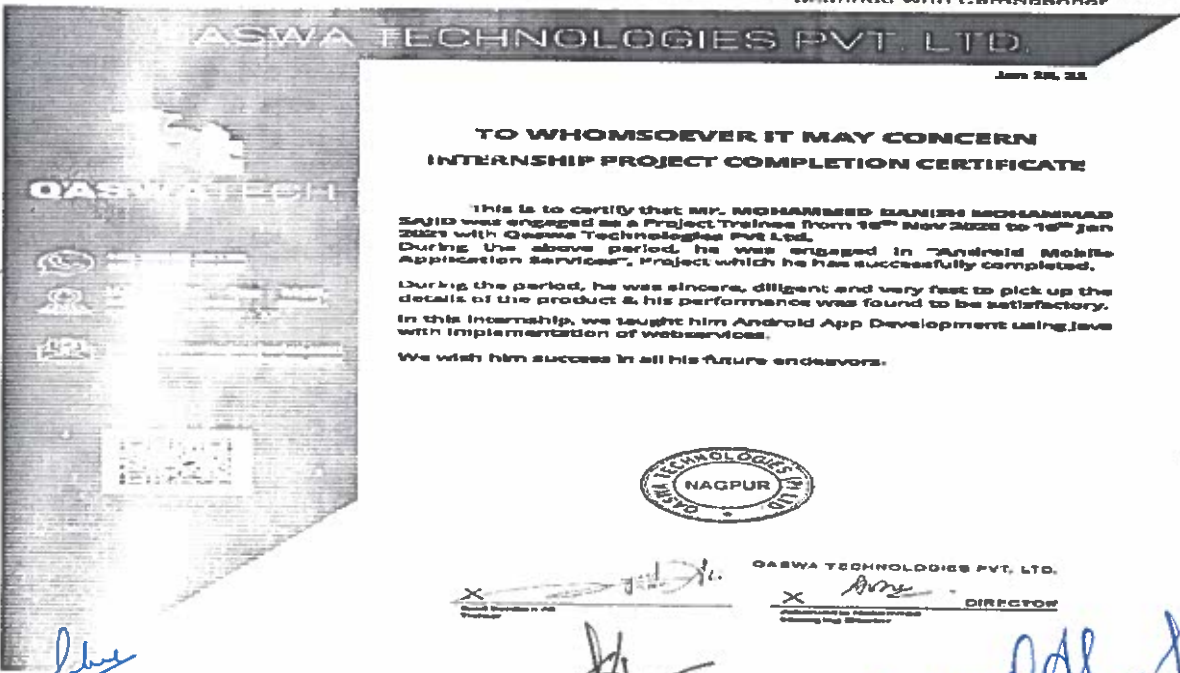 QASWA TECHNOLOGIES PVT. LTD.
QASWATECH
TO WHOMSOEVER IT MAY CONCERN
INTERNSHIP PROJECT COMPLETION CERTIFICATE
This is to certify that MR. MOHAMMED DANISH MOHAMMAD
SAJID was engaged as a Project Trainee from 16th Nov 2020 to 16th Jan
2021 with Qaswa Technologies Pvt Ltd.
During the above period, he was engaged in "Android Mobile
Application Services", Project which he has successfully completed.
During the period, he was sincere, diligent and very fast to pick up the
details of the product & his performance was found to be satisfactory.
In this internship, we taught him Android App Development using Java
with implementation of webservices.
We wish him success in all his future endeavors.
QASWA TECHNOLOGIES (P) LTD.
NAGPUR
QASWA TECHNOLOGIES PVT. LTD.
X
X
DIRECTOR
Trainer
Managing Director